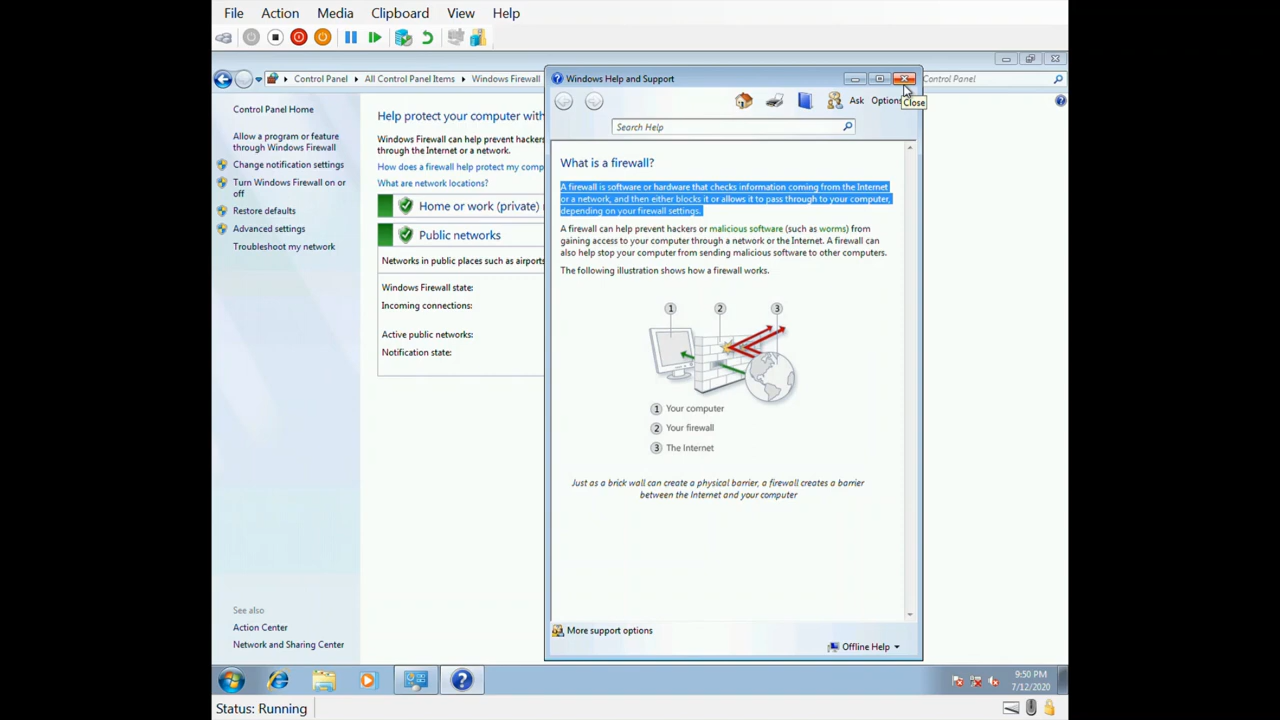 File Action Media Clipboard View Help
Control Panel All Control Panel Items Windows Firewall
Control Panel
Control Panel Home
Allow a program or feature
through Windows Firewall
Change notification settings
Turn Windows Firewall on or
off
Restore defaults
Advanced settings
Troubleshoot my network
See also
Action Center
Network and Sharing Center
Help protect your computer with
Windows Firewall can help prevent hackers
through the Internet or a network.
How does a firewall help protect my comp
What are network locations?
Home or work (private)
Public networks
Networks in public places such as airports
Windows Firewall state:
Incoming connections:
Active public networks:
Notification state:
Windows Help and Support
Ask Options
Close
Search Help
What is a firewall?
A firewall is software or hardware that checks information coming from the Internet
or a network, and then either blocks it or allows it to pass through to your computer,
depending on your firewall settings.
A firewall can help prevent hackers or malicious software (such as worms) from
gaining access to your computer through a network or the Internet. A firewall can
also help stop your computer from sending malicious software to other computers.
The following illustration shows how a firewall works.
1 2 3
1 Your computer
2 Your firewall
3 The Internet
Just as a brick wall can create a physical barrier, a firewall creates a barrier
between the Internet and your computer
More support options
Offline Help
9:50 PM
7/12/2020
Status: Running